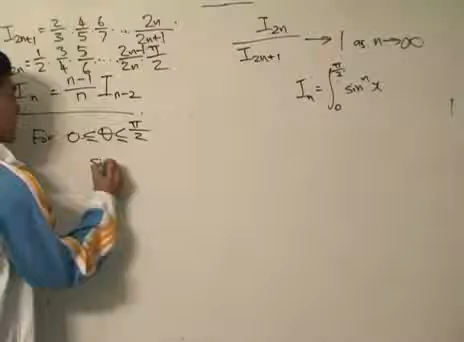 I_{2n+1} = 2/3 · 4/5 · 6/7 · ... · 2n/2n+1
2n = 1/2 · 3/4 · 5/6 · ... · 2n-1/2n · π/2
I_n = n-1/n I_{n-2}
For 0 ≤ θ ≤ π/2
I_{2n}/I_{2n+1} → 1 as n→∞
I_n = ∫_0^{π/2} sin^n x